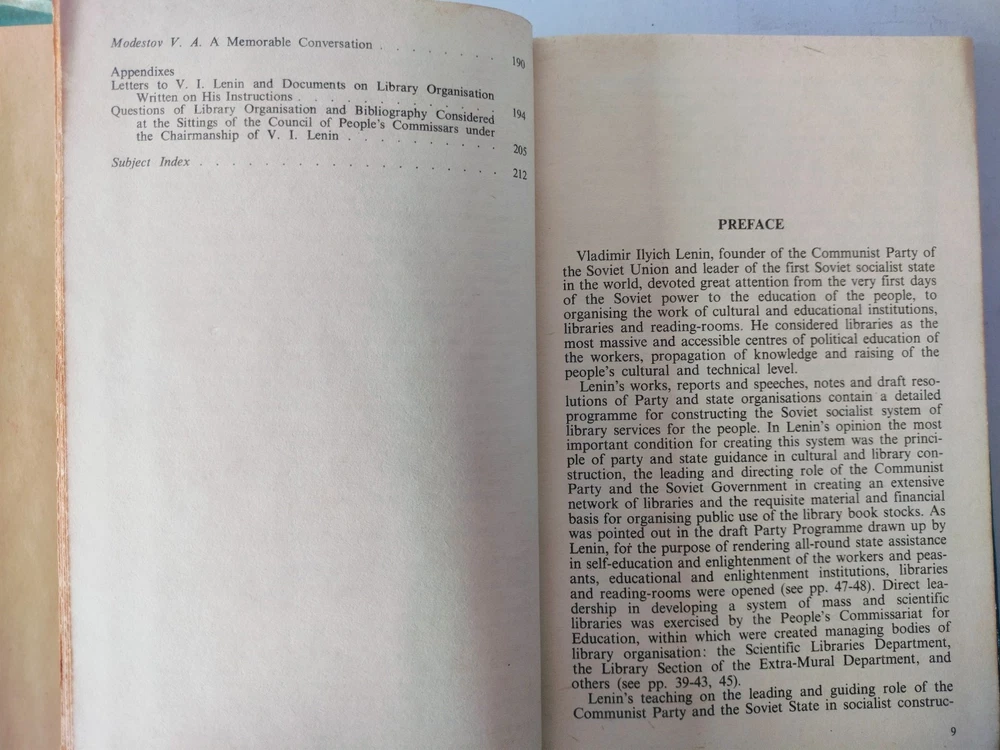 Modestov V. A. A Memorable Conversation . . . . . . . 190
Appendixes
Letters to V. I. Lenin and Documents on Library Organisation
Written on His Instructions . . . . . . . . . . . 194
Questions of Library Organisation and Bibliography Considered
at the Sittings of the Council of People's Commissars under
the Chairmanship of V. I. Lenin . . . . . . . . . 205
Subject Index . . . . . . . . . . . . . . . . . 212
PREFACE
Vladimir Ilyich Lenin, founder of the Communist Party of
the Soviet Union and leader of the first Soviet socialist state
in the world, devoted great attention from the very first days
of the Soviet power to the education of the people, to
organising the work of cultural and educational institutions,
libraries and reading-rooms. He considered libraries as the
most massive and accessible centres of political education of
the workers, propagation of knowledge and raising of the
people's cultural and technical level.
Lenin's works, reports and speeches, notes and draft reso-
lutions of Party and state organisations contain a detailed
programme for constructing the Soviet socialist system of
library services for the people. In Lenin's opinion the most
important condition for creating this system was the princi-
ple of party and state guidance in cultural and library con-
struction, the leading and directing role of the Communist
Party and the Soviet Government in creating an extensive
network of libraries and the requisite material and financial
basis for organising public use of the library book stocks. As
was pointed out in the draft Party Programme drawn up by
Lenin, for the purpose of rendering all-round state assistance
in self-education and enlightenment of the workers and peas-
ants, educational and enlightenment institutions, libraries
and reading-rooms were opened (see pp. 47-48). Direct lea-
dership in developing a system of mass and scientific
libraries was exercised by the People's Commissariat for
Education, within which were created managing bodies of
library organisation: the Scientific Libraries Department,
the Library Section of the Extra-Mural Department, and
others (see pp. 39-43, 45).
Lenin's teaching on the leading and guiding role of the
Communist Party and the Soviet State in socialist construc-
9